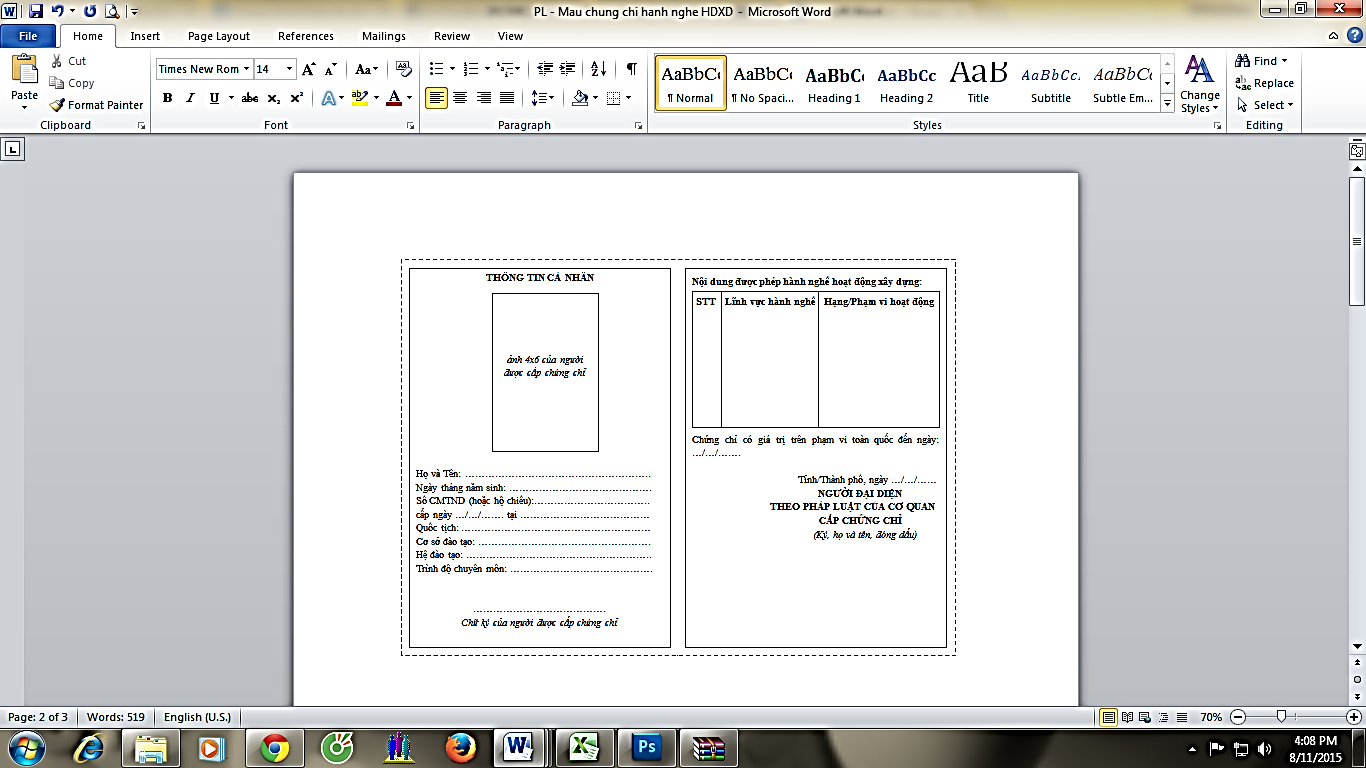 PL - Mau chung chi hanh nghe HDXD - Microsoft Word
File Home Insert Page Layout References Mailings Review View
Paste
Cut
Copy
Format Painter
Clipboard
Times New Rom 14
Font
Paragraph
AaBbCc AaBbCc AaBbCc AaBbCc AaB AaBbCc. AaBbCc
¶ Normal ¶ No Spaci... Heading 1 Heading 2 Title Subtitle Subtle Em...
Change Styles
Styles
Find
Replace
Select
Editing
THÔNG TIN CÁ NHÂN
ảnh 4x6 của người
được cấp chứng chỉ
Họ và Tên: ................................................
Ngày tháng năm sinh: ................................................
Số CMTND (hoặc hộ chiếu):................................................
cấp ngày .../.../........ tại ................................................
Quốc tịch: ................................................
Cơ sở đào tạo: ................................................
Hệ đào tạo: ................................................
Trình độ chuyên môn: ................................................
................................................
Chữ ký của người được cấp chứng chỉ
Nội dung được phép hành nghề hoạt động xây dựng:
STT Lĩnh vực hành nghề Hạng/Phạm vi hoạt động
Chứng chỉ có giá trị trên phạm vi toàn quốc đến ngày:
.../.../.......
Tỉnh/Thành phố, ngày .../.../......
NGƯỜI ĐẠI DIỆN
THEO PHÁP LUẬT CỦA CƠ QUAN
CẤP CHỨNG CHỈ
(Ký, họ và tên, đóng dấu)
Page: 2 of 3 Words: 519 English (U.S.) 70%
4:08 PM
8/11/2015